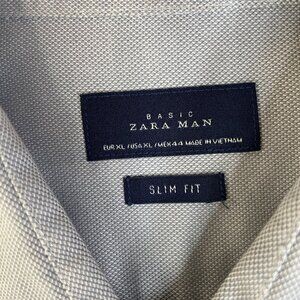 BASIC
ZARA MAN
EUR XL / USA XL / MEX 44 MADE IN VIETNAM
SLIM FIT